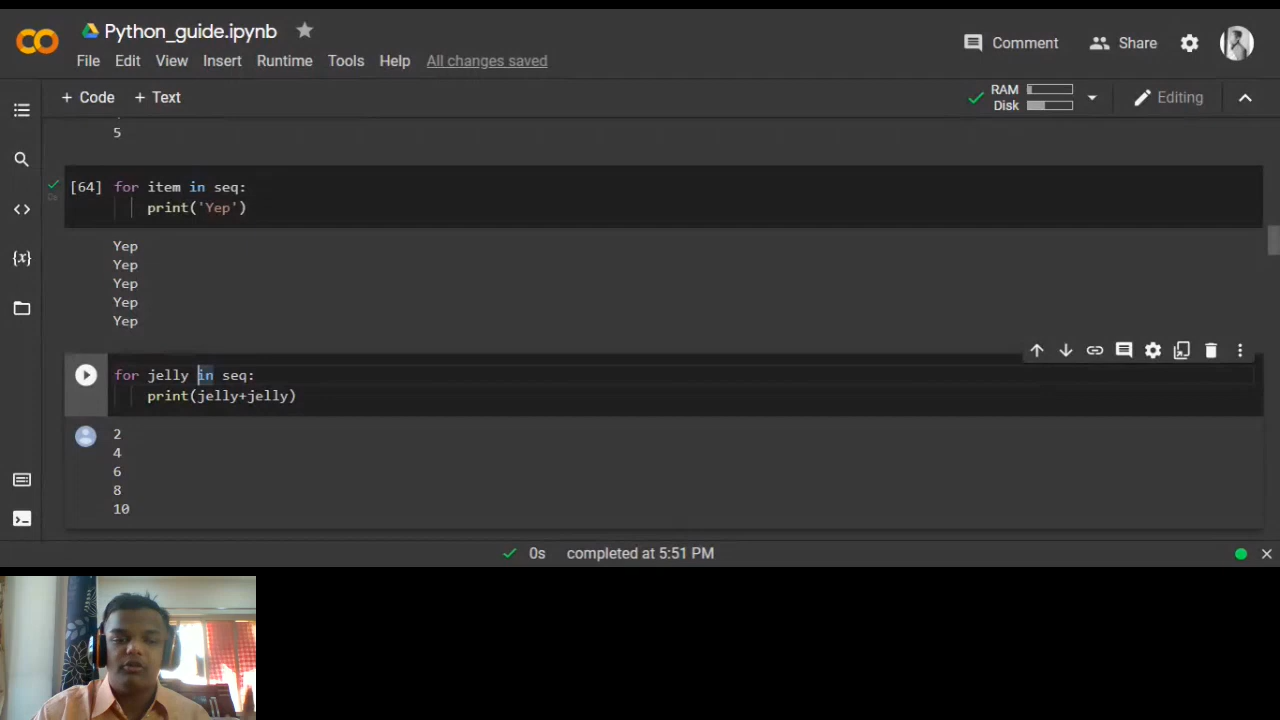 Python_guide.ipynb
Comment
Share
File Edit View Insert Runtime Tools Help All changes saved
+ Code + Text
RAM
Disk
Editing
5
[64] for item in seq:
print('Yep')
Yep
Yep
Yep
Yep
Yep
for jelly in seq:
print(jelly+jelly)
2
4
6
8
10
0s completed at 5:51 PM